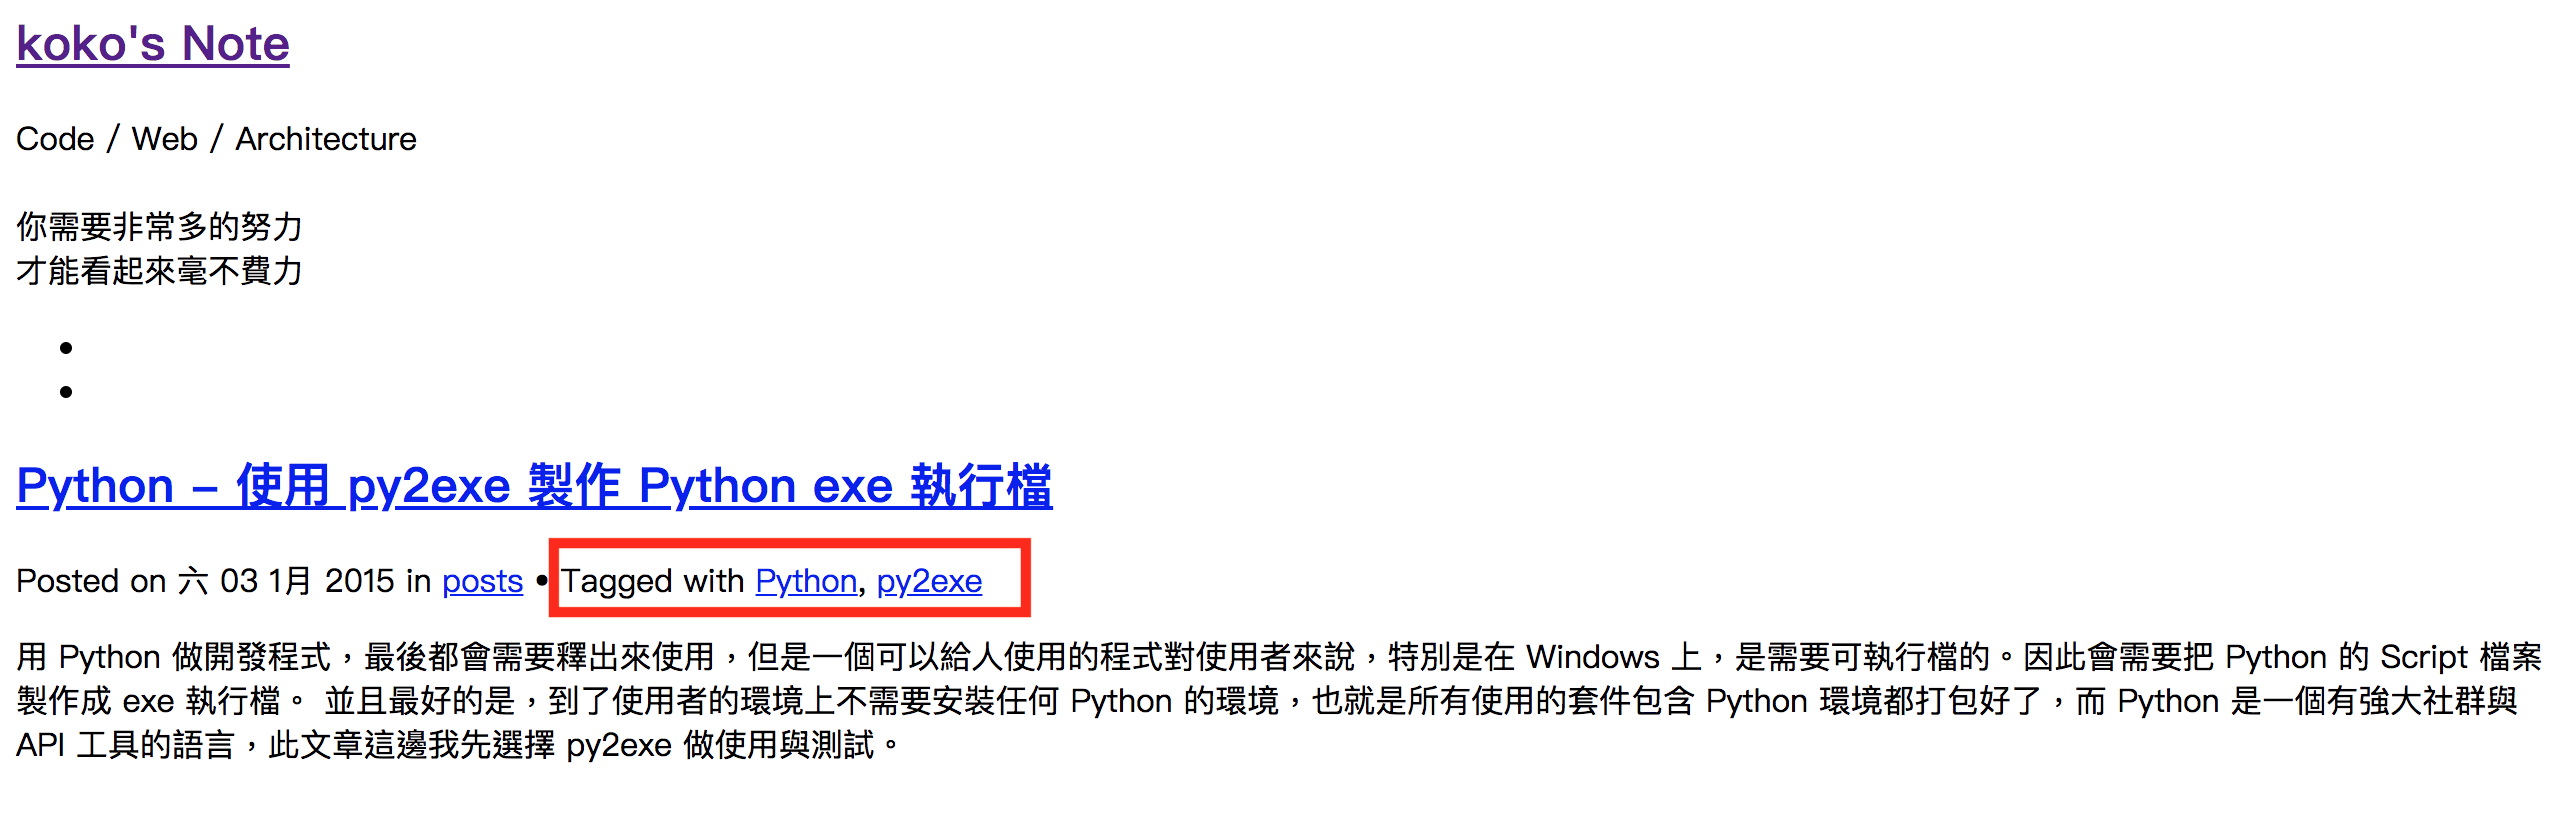 koko's Note
Code / Web / Architecture
你需要非常多的努力
才能看起來毫不費力
Python – 使用 py2exe 製作 Python exe 執行檔
Posted on 六 03 1月 2015 in posts • Tagged with Python, py2exe
用 Python 做開發程式，最後都會需要釋出來使用，但是一個可以給人使用的程式對使用者來說，特別是在 Windows 上，是需要可執行檔的。因此會需要把 Python 的 Script 檔案
製作成 exe 執行檔。 並且最好的是，到了使用者的環境上不需要安裝任何 Python 的環境，也就是所有使用的套件包含 Python 環境都打包好了，而 Python 是一個有強大社群與
API 工具的語言，此文章這邊我先選擇 py2exe 做使用與測試。